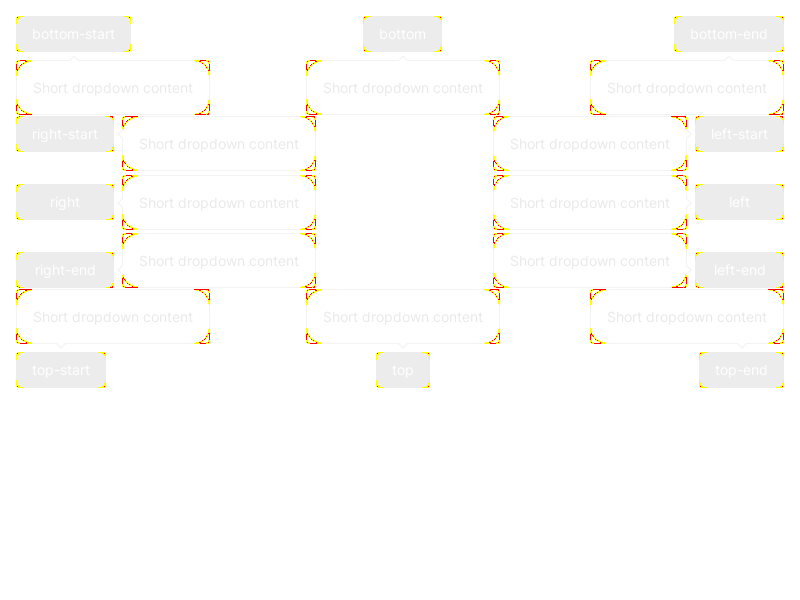 bottom-start bottom bottom-end
Short dropdown content Short dropdown content Short dropdown content
right-start Short dropdown content Short dropdown content left-start
right Short dropdown content Short dropdown content left
right-end Short dropdown content Short dropdown content left-end
Short dropdown content Short dropdown content Short dropdown content
top-start top top-end